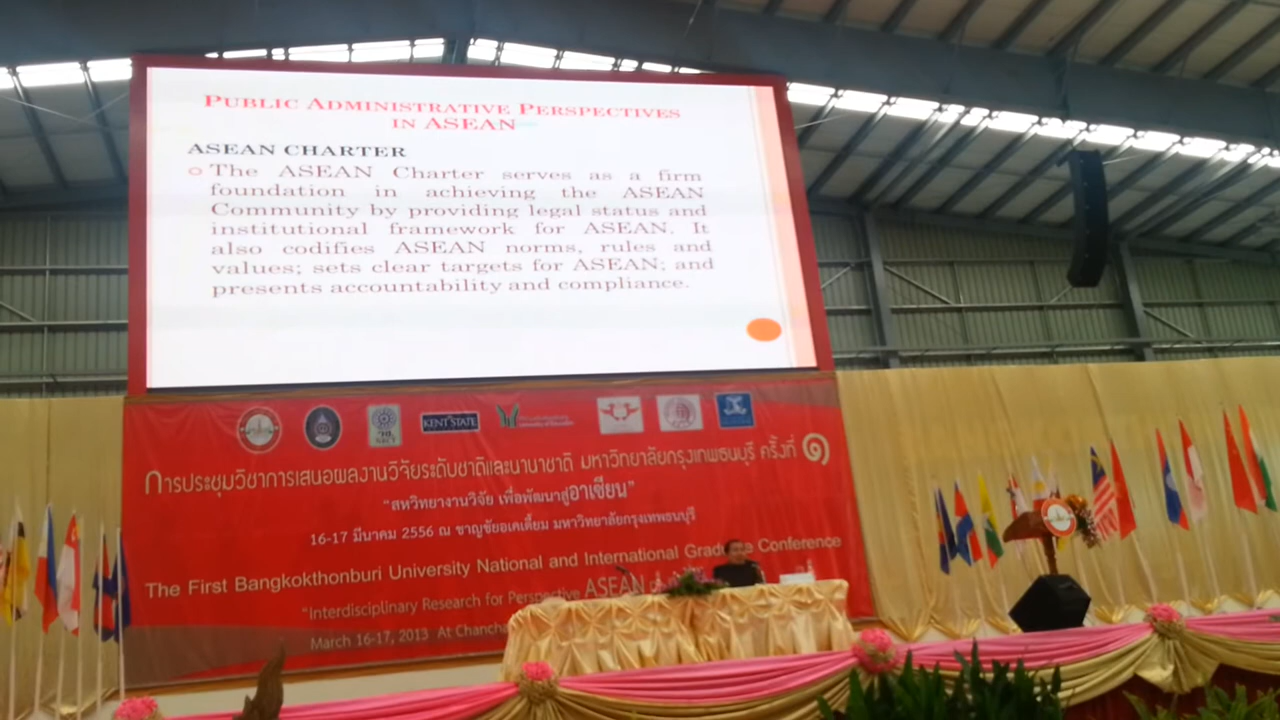 PUBLIC ADMINISTRATIVE PERSPECTIVES
IN ASEAN
ASEAN CHARTER
The ASEAN Charter serves as a firm
foundation in achieving the ASEAN
Community by providing legal status and
institutional framework for ASEAN. It
also codifies ASEAN norms, rules and
values; sets clear targets for ASEAN; and
presents accountability and compliance.
KENT STATE
การประชุมวิชาการเสนอผลงานวิจัยระดับชาติและนานาชาติ มหาวิทยาลัยกรุงเทพธนบุรี ครั้งที่ ๑
"สหวิทยางานวิจัย เพื่อพัฒนาสู่อาเซียน"
16-17 มีนาคม 2556 ณ ชาญชัยอเคเดี้ยม มหาวิทยาลัยกรุงเทพธนบุรี
The First Bangkokthonburi University National and International Graduate Conference
"Interdisciplinary Research for Perspective ASEAN
March 16-17, 2013 At